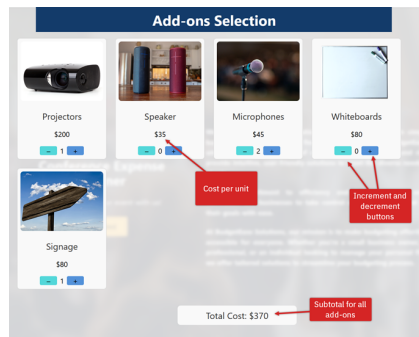 Add-ons Selection
Projectors
$200
− 1 +
Speaker
$35
− 0 +
Microphones
$45
− 2 +
Whiteboards
$80
− 0 +
Cost per unit
Increment and
decrement
buttons
Signage
$80
− 1 +
Total Cost: $370
Subtotal for all
add-ons